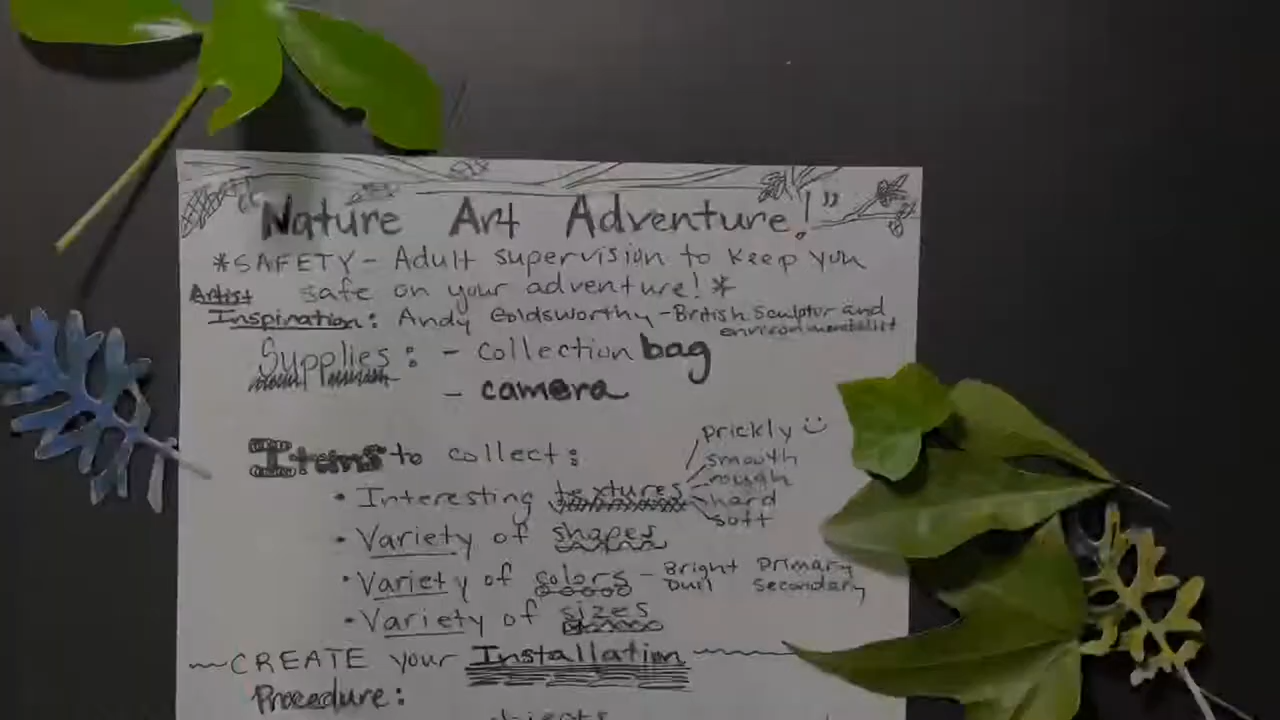 "Nature Art Adventure!"
*SAFETY - Adult supervision to keep you
safe on your adventure!*
Artist
Inspiration: Andy Goldsworthy - British Sculptor and
environmentalist
Supplies: - collection bag
- camera
Items to collect:
prickly
smooth
rough
hard
soft
• Interesting textures
• Variety of shapes
• Variety of colors - Bright Primary
Dull Secondary
• Variety of sizes
CREATE your Installation
Procedure: